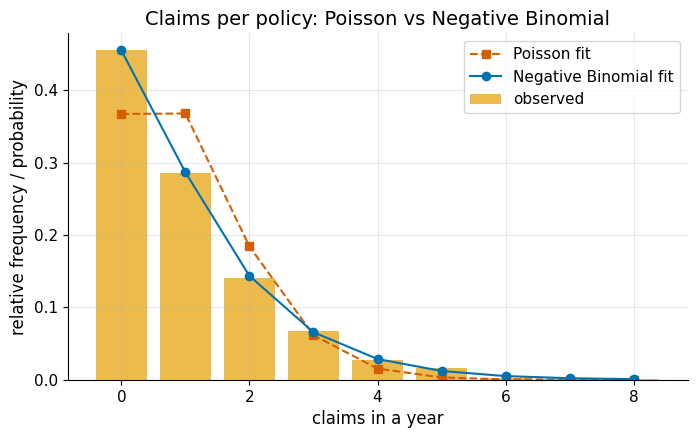 Claims per policy: Poisson vs Negative Binomial
Poisson fit
Negative Binomial fit
observed
relative frequency / probability
0.4
0.3
0.2
0.1
0.0
0 2 4 6 8
claims in a year